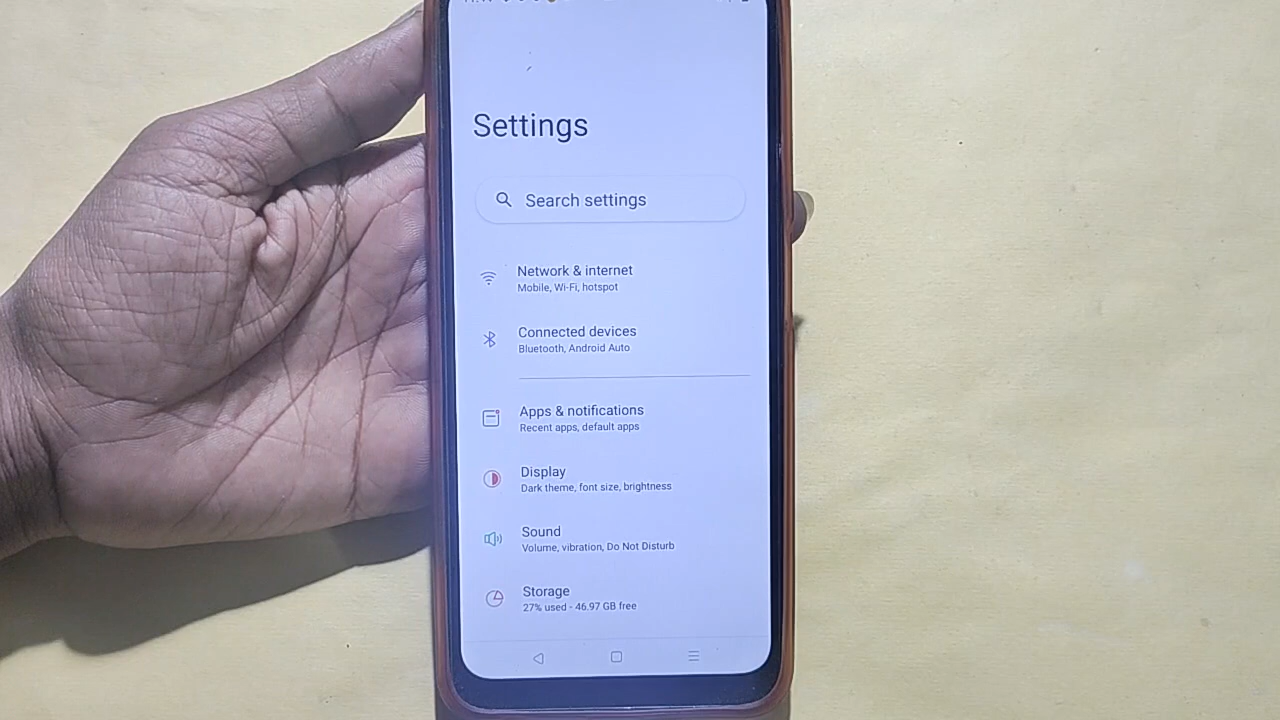 Settings
Search settings
Network & internet
Mobile, Wi-Fi, hotspot
Connected devices
Bluetooth, Android Auto
Apps & notifications
Recent apps, default apps
Display
Dark theme, font size, brightness
Sound
Volume, vibration, Do Not Disturb
Storage
27% used - 46.97 GB free